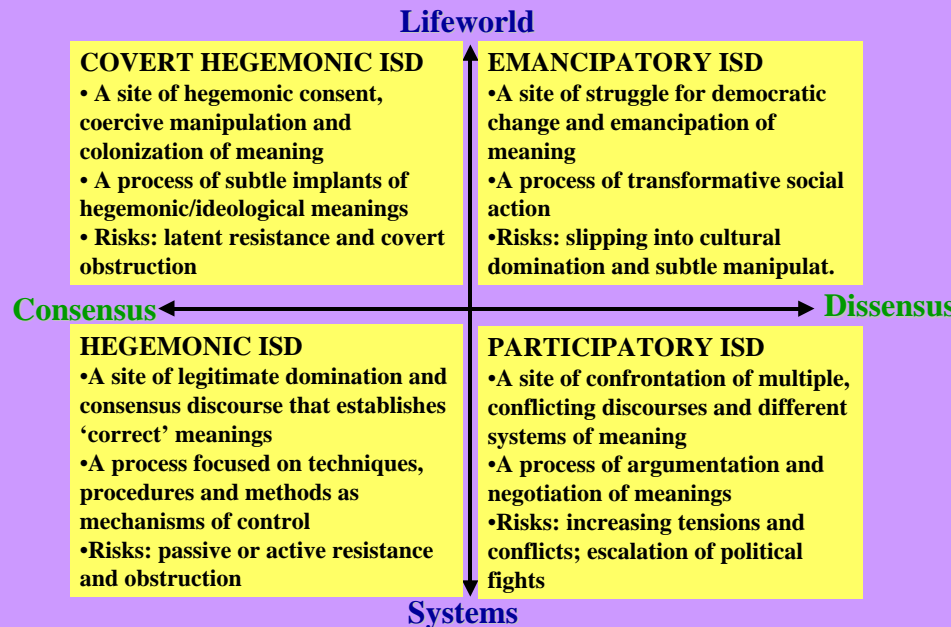 Lifeworld
COVERT HEGEMONIC ISD
• A site of hegemonic consent,
coercive manipulation and
colonization of meaning
• A process of subtle implants of
hegemonic/ideological meanings
• Risks: latent resistance and covert
obstruction
EMANCIPATORY ISD
•A site of struggle for democratic
change and emancipation of
meaning
•A process of transformative social
action
•Risks: slipping into cultural
domination and subtle manipulat.
Consensus
Dissensus
HEGEMONIC ISD
•A site of legitimate domination and
consensus discourse that establishes
‘correct’ meanings
•A process focused on techniques,
procedures and methods as
mechanisms of control
•Risks: passive or active resistance
and obstruction
PARTICIPATORY ISD
•A site of confrontation of multiple,
conflicting discourses and different
systems of meaning
•A process of argumentation and
negotiation of meanings
•Risks: increasing tensions and
conflicts; escalation of political
fights
Systems